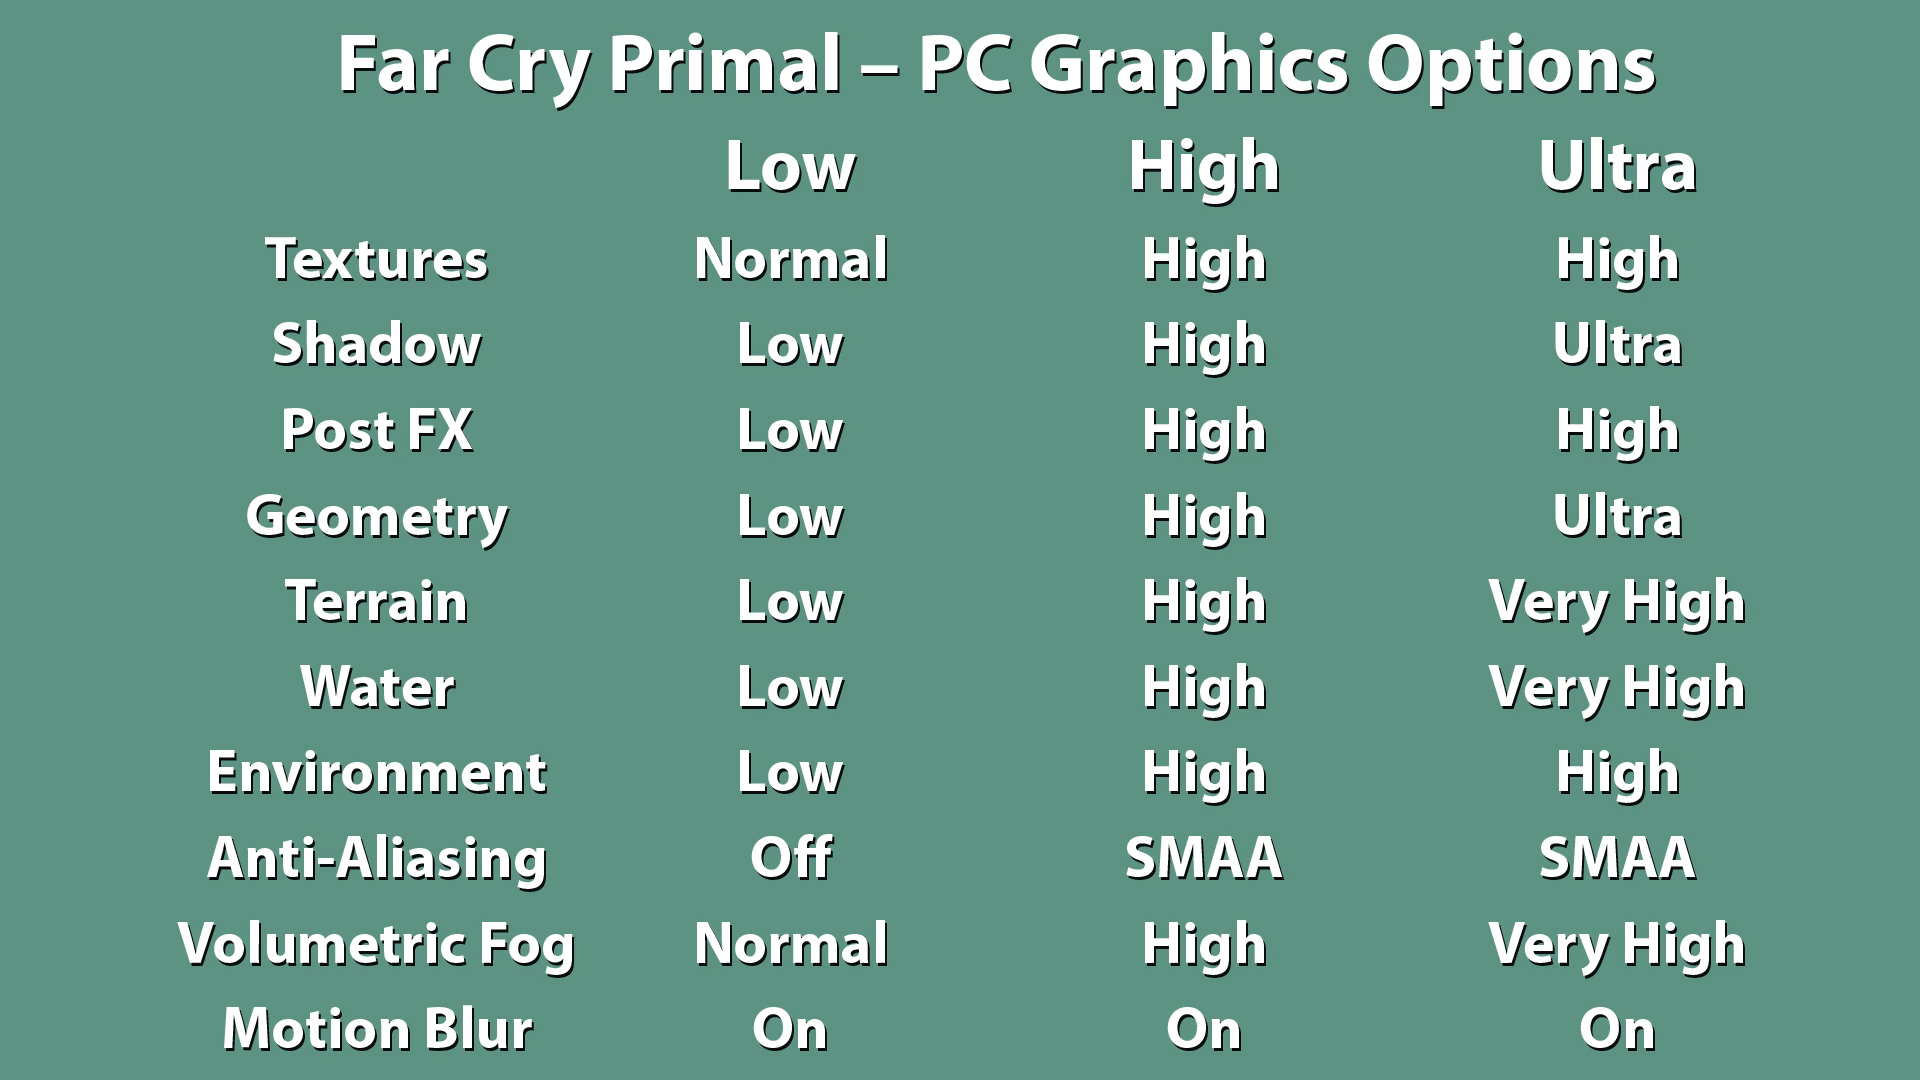 Far Cry Primal – PC Graphics Options
Low High Ultra
Textures Normal High High
Shadow Low High Ultra
Post FX Low High High
Geometry Low High Ultra
Terrain Low High Very High
Water Low High Very High
Environment Low High High
Anti-Aliasing Off SMAA SMAA
Volumetric Fog Normal High Very High
Motion Blur On On On